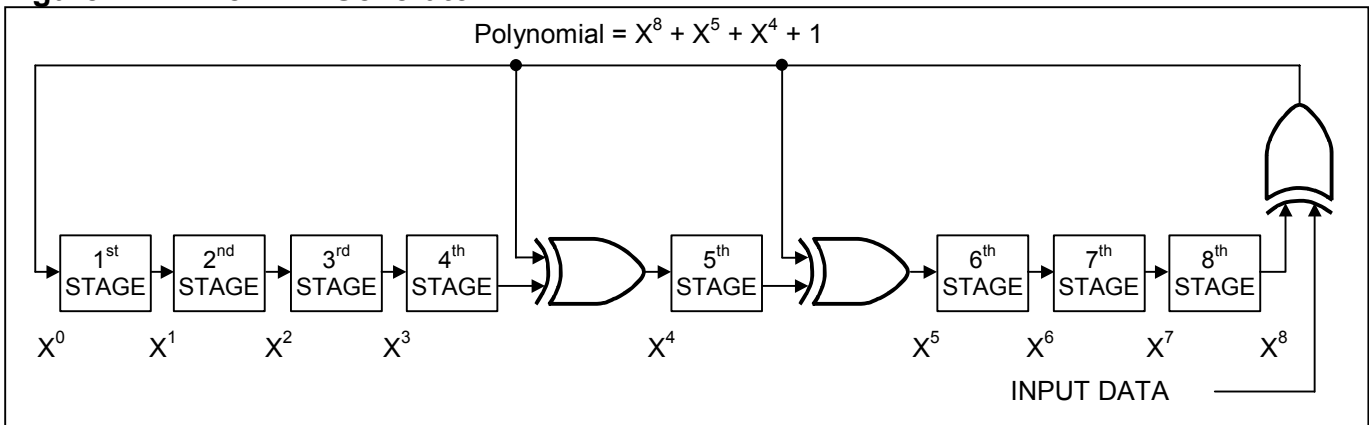 Polynomial = X⁸ + X⁵ + X⁴ + 1
1st STAGE
2nd STAGE
3rd STAGE
4th STAGE
5th STAGE
6th STAGE
7th STAGE
8th STAGE
X⁰ X¹ X² X³ X⁴ X⁵ X⁶ X⁷ X⁸
INPUT DATA